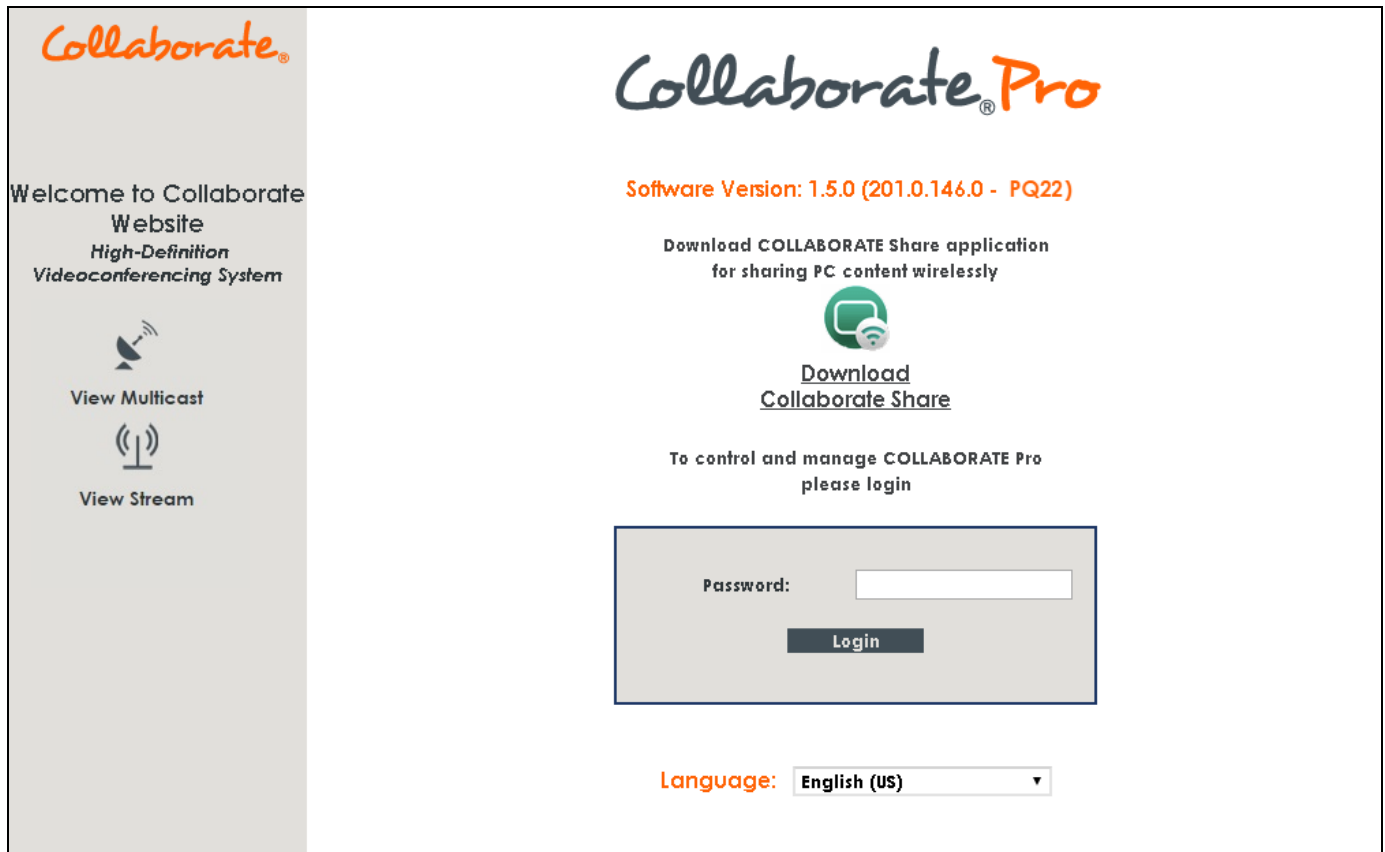 Collaborate®
Welcome to Collaborate
Website
High-Definition
Videoconferencing System
View Multicast
View Stream
Collaborate®Pro
Software Version: 1.5.0 (201.0.146.0 - PQ22)
Download COLLABORATE Share application
for sharing PC content wirelessly
Download
Collaborate Share
To control and manage COLLABORATE Pro
please login
Password:
Login
Language: English (US)